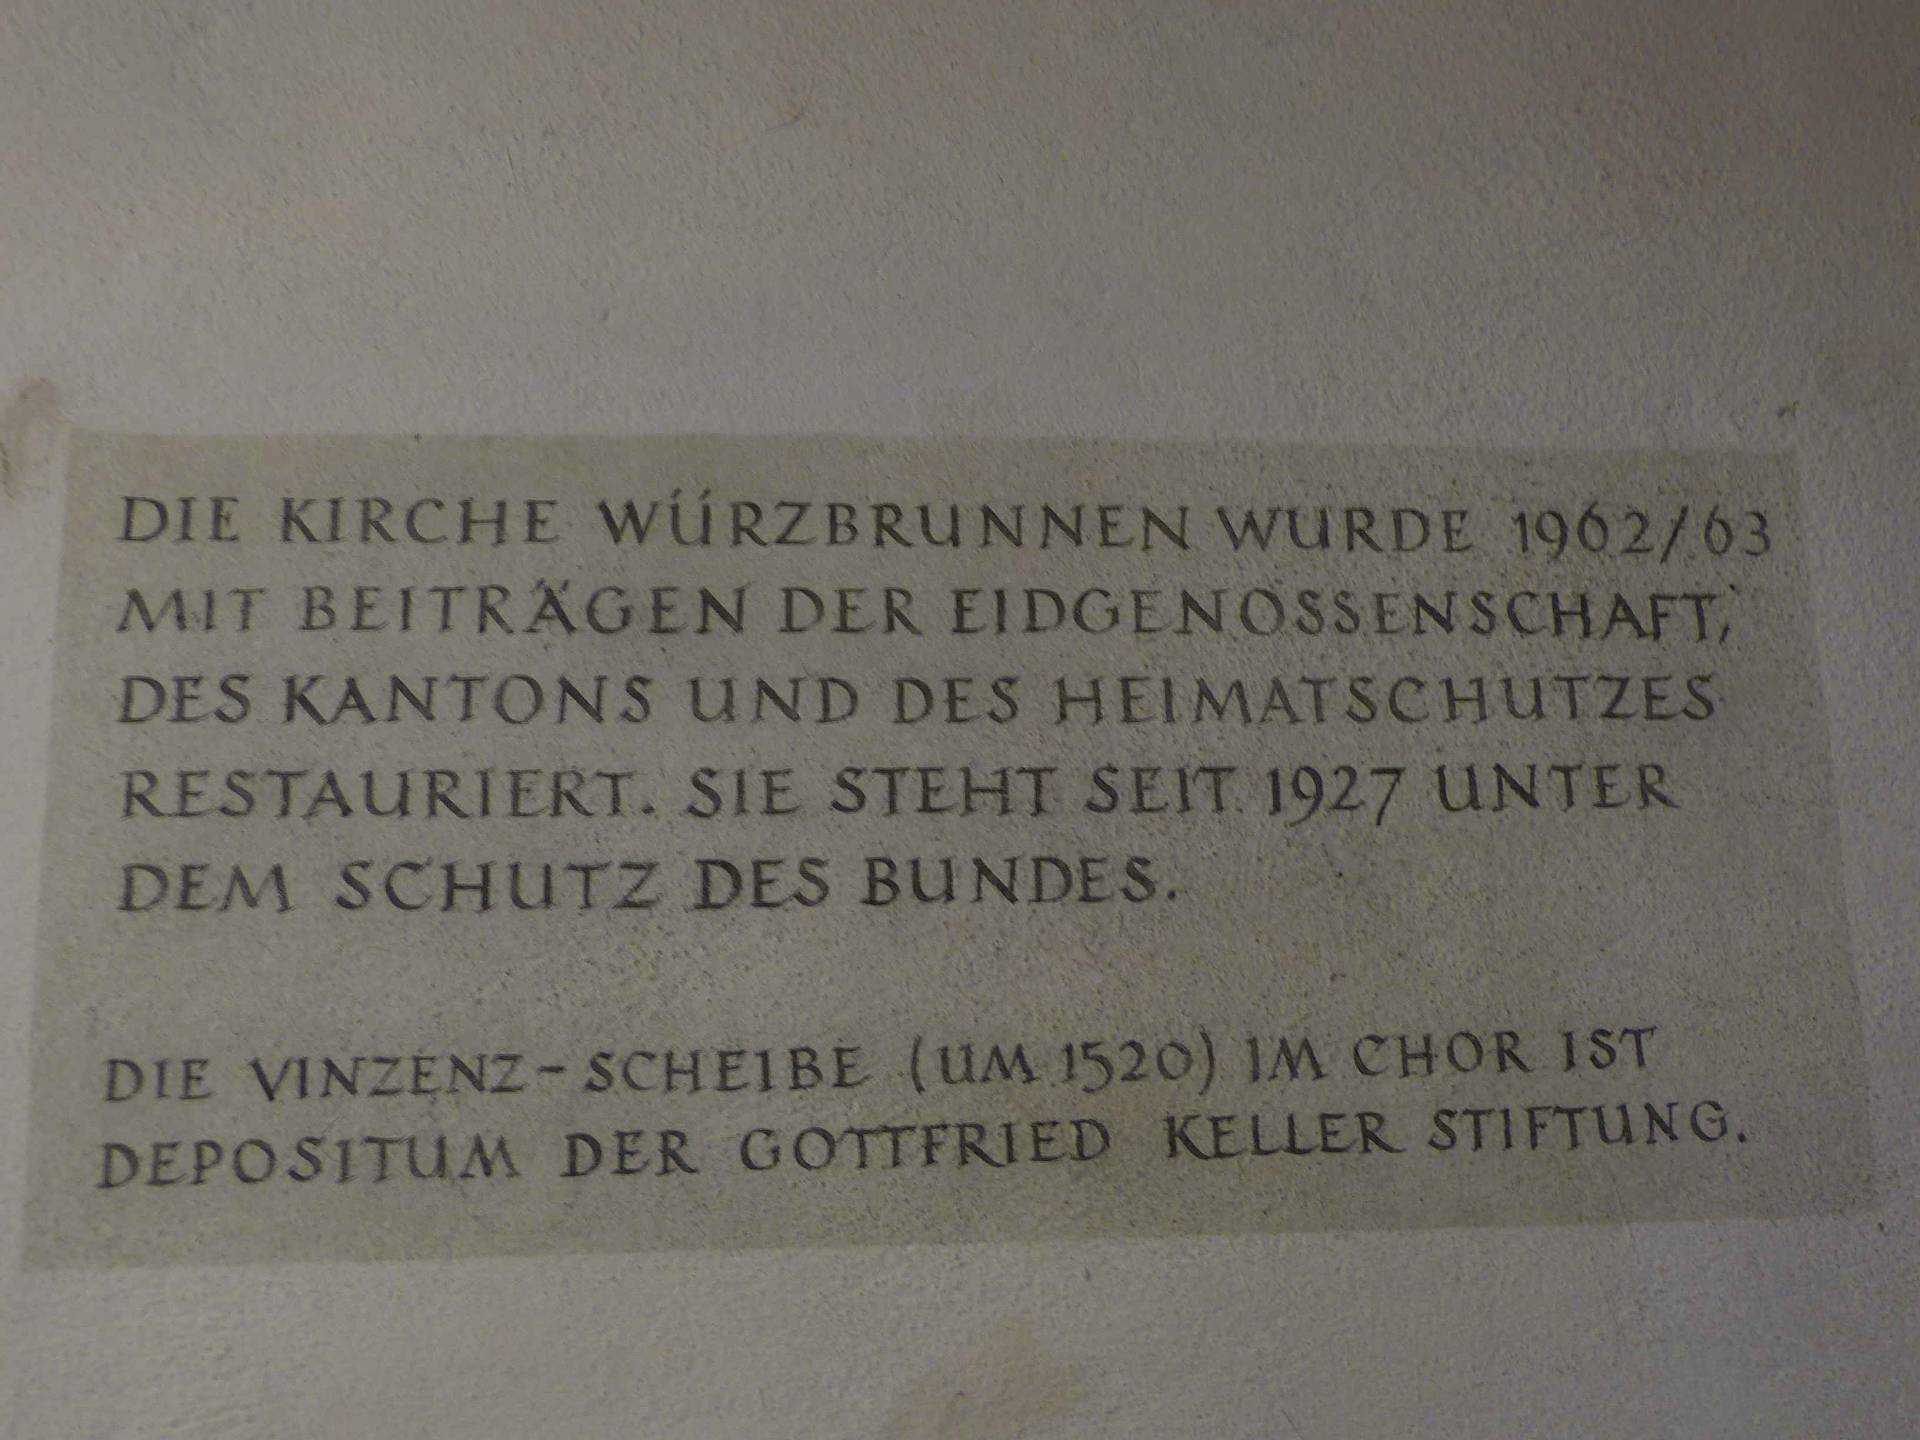 DIE KIRCHE WÜRZBRUNNEN WURDE 1962/63
MIT BEITRÄGEN DER EIDGENOSSENSCHAFT,
DES KANTONS UND DES HEIMATSCHUTZES
RESTAURIERT. SIE STEHT SEIT 1927 UNTER
DEM SCHUTZ DES BUNDES.
DIE VINZENZ-SCHEIBE (UM 1520) IM CHOR IST
DEPOSITUM DER GOTTFRIED KELLER STIFTUNG.